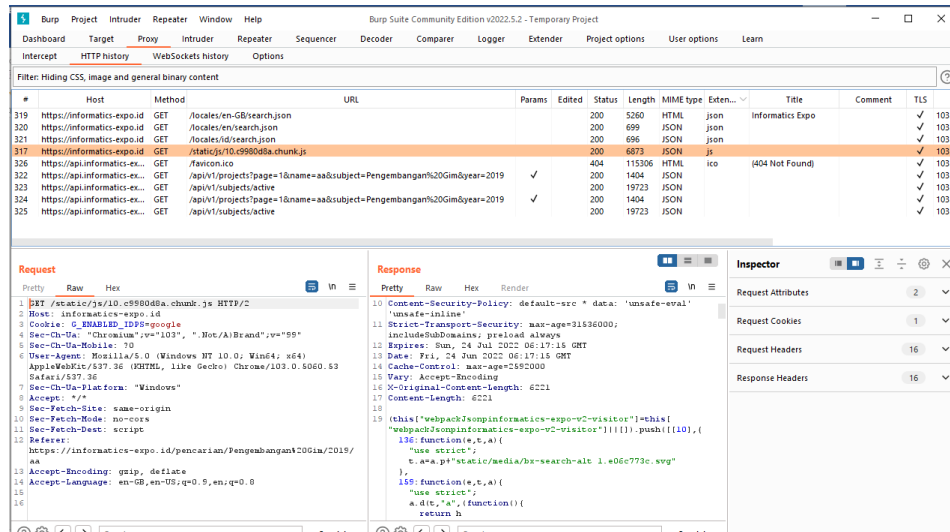 Burp Project Intruder Repeater Window Help Burp Suite Community Edition v2022.5.2 - Temporary Project
Dashboard Target Proxy Intruder Repeater Sequencer Decoder Comparer Logger Extender Project options User options Learn
Intercept HTTP history WebSockets history Options
Filter: Hiding CSS, image and general binary content
# Host Method URL Params Edited Status Length MIME type Exten... Title Comment TLS
319 https://informatics-expo.id GET /locales/en-GB/search.json 200 5260 HTML json Informatics Expo ✓ 103
320 https://informatics-expo.id GET /locales/en/search.json 200 699 JSON json ✓ 103
321 https://informatics-expo.id GET /locales/id/search.json 200 696 JSON json ✓ 103
317 https://informatics-expo.id GET /static/js/10.c9980d8a.chunk.js 200 6873 JSON js ✓ 103
326 https://api.informatics-ex... GET /favicon.ico 404 115306 HTML ico (404 Not Found) ✓ 103
322 https://api.informatics-ex... GET /api/v1/projects?page=1&name=aa&subject=Pengembangan%20Gim&year=2019 ✓ 200 1404 JSON ✓ 103
323 https://api.informatics-ex... GET /api/v1/subjects/active 200 19723 JSON ✓ 103
324 https://api.informatics-ex... GET /api/v1/projects?page=1&name=aa&subject=Pengembangan%20Gim&year=2019 ✓ 200 1404 JSON ✓ 103
325 https://api.informatics-ex... GET /api/v1/subjects/active 200 19723 JSON ✓ 103
Request
Pretty Raw Hex \n
1 GET /static/js/10.c9980d8a.chunk.js HTTP/2
2 Host: informatics-expo.id
3 Cookie: G_ENABLED_IDPS=google
4 Sec-Ch-Ua: "Chromium";v="103", ".Not/A)Brand";v="99"
5 Sec-Ch-Ua-Mobile: ?0
6 User-Agent: Mozilla/5.0 (Windows NT 10.0; Win64; x64)
AppleWebKit/537.36 (KHTML, like Gecko) Chrome/103.0.5060.53
Safari/537.36
7 Sec-Ch-Ua-Platform: "Windows"
8 Accept: */*
9 Sec-Fetch-Site: same-origin
10 Sec-Fetch-Mode: no-cors
11 Sec-Fetch-Dest: script
12 Referer:
https://informatics-expo.id/pencarian/Pengembangan%20Gim/2019/
aa
13 Accept-Encoding: gzip, deflate
14 Accept-Language: en-GB,en-US;q=0.9,en;q=0.8
15
16
Response
Pretty Raw Hex Render \n
10 Content-Security-Policy: default-src * data: 'unsafe-eval'
'unsafe-inline'
11 Strict-Transport-Security: max-age=31536000;
includeSubDomains; preload always
12 Expires: Sun, 24 Jul 2022 06:17:15 GMT
13 Date: Fri, 24 Jun 2022 06:17:15 GMT
14 Cache-Control: max-age=2592000
15 Vary: Accept-Encoding
16 X-Original-Content-Length: 6221
17 Content-Length: 6221
18
19 (this["webpackJsonpinformatics-expo-v2-visitor"]=this[
"webpackJsonpinformatics-expo-v2-visitor"]||[]).push([[10],{
136:function(e,t,a){
"use strict";
t.a=a.p+"static/media/bx-search-alt 1.e06c773c.svg"
},
159:function(e,t,a){
"use strict";
a.d(t,"a",(function(){
return h
Inspector
Request Attributes 2
Request Cookies 1
Request Headers 16
Response Headers 16